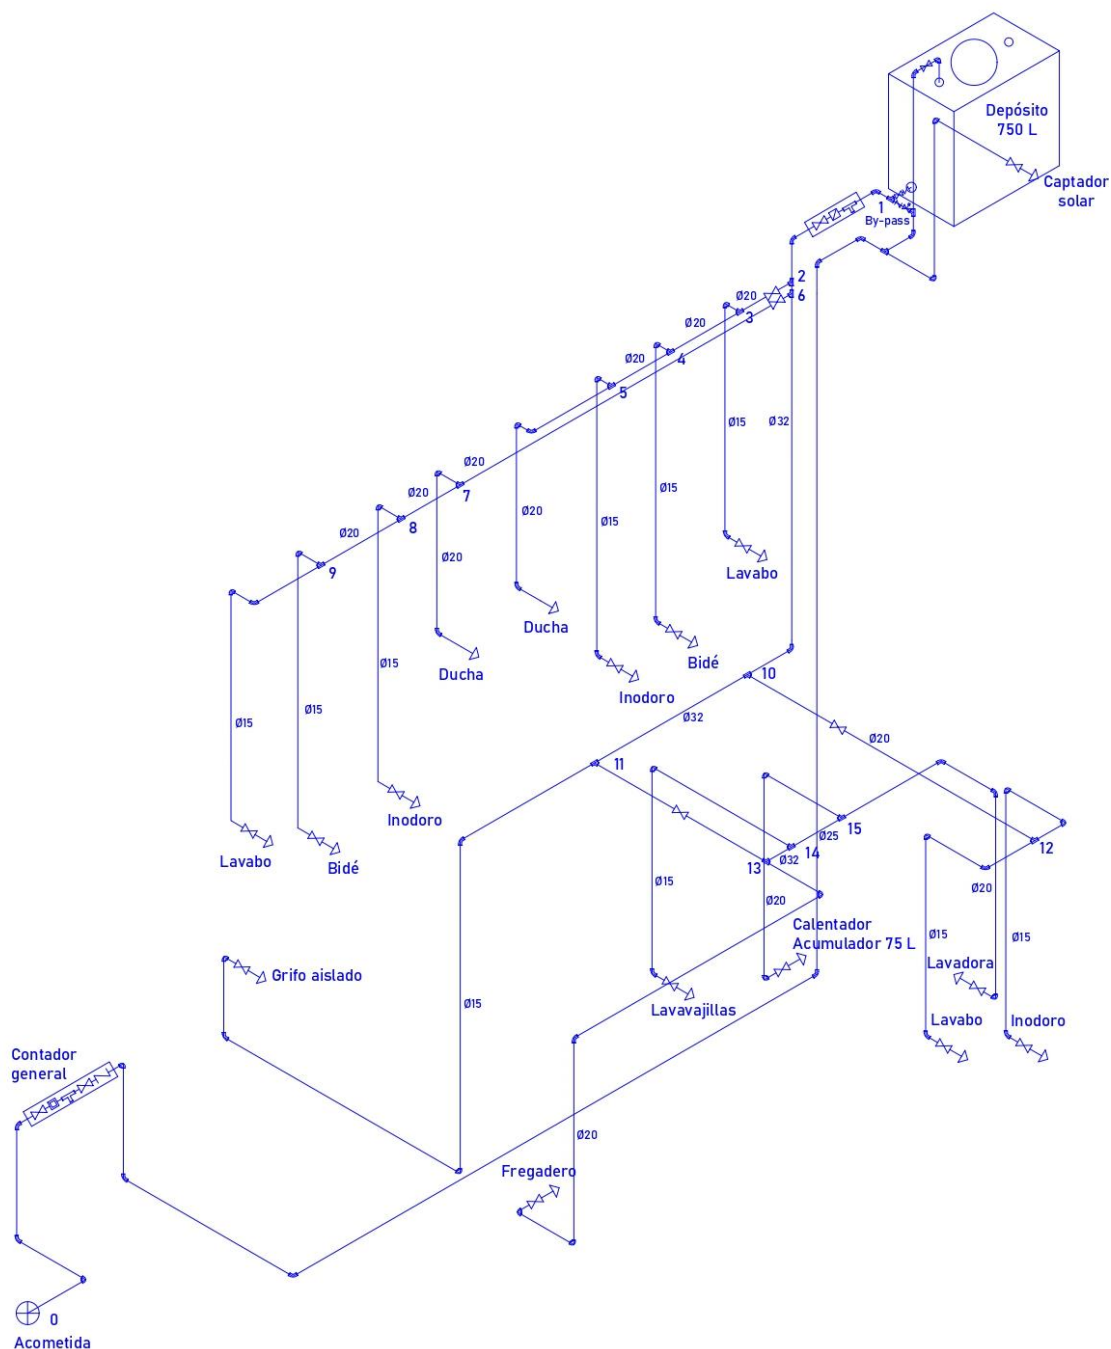 Depósito
750 L
Captador
solar
1
By-pass
2
6
Ø20
3
Ø20
4
Ø20
5
Ø15
Ø32
Ø20
7
Ø15
Ø20
8
Ø20
Ø15
Ø20
9
Ø20
Lavabo
Ducha
Bidé
Ducha
Inodoro
Ø15
10
Ø15
Ø15
Ø32
Ø20
11
Inodoro
Lavabo
Bidé
15
Ø25
14
Ø32
13
12
Ø15
Ø20
Ø20
Calentador
Acumulador 75 L
Ø15
Ø15
Lavadora
Grifo aislado
Ø15
Lavavajillas
Lavabo
Inodoro
Contador
general
Ø20
Fregadero
0
Acometida